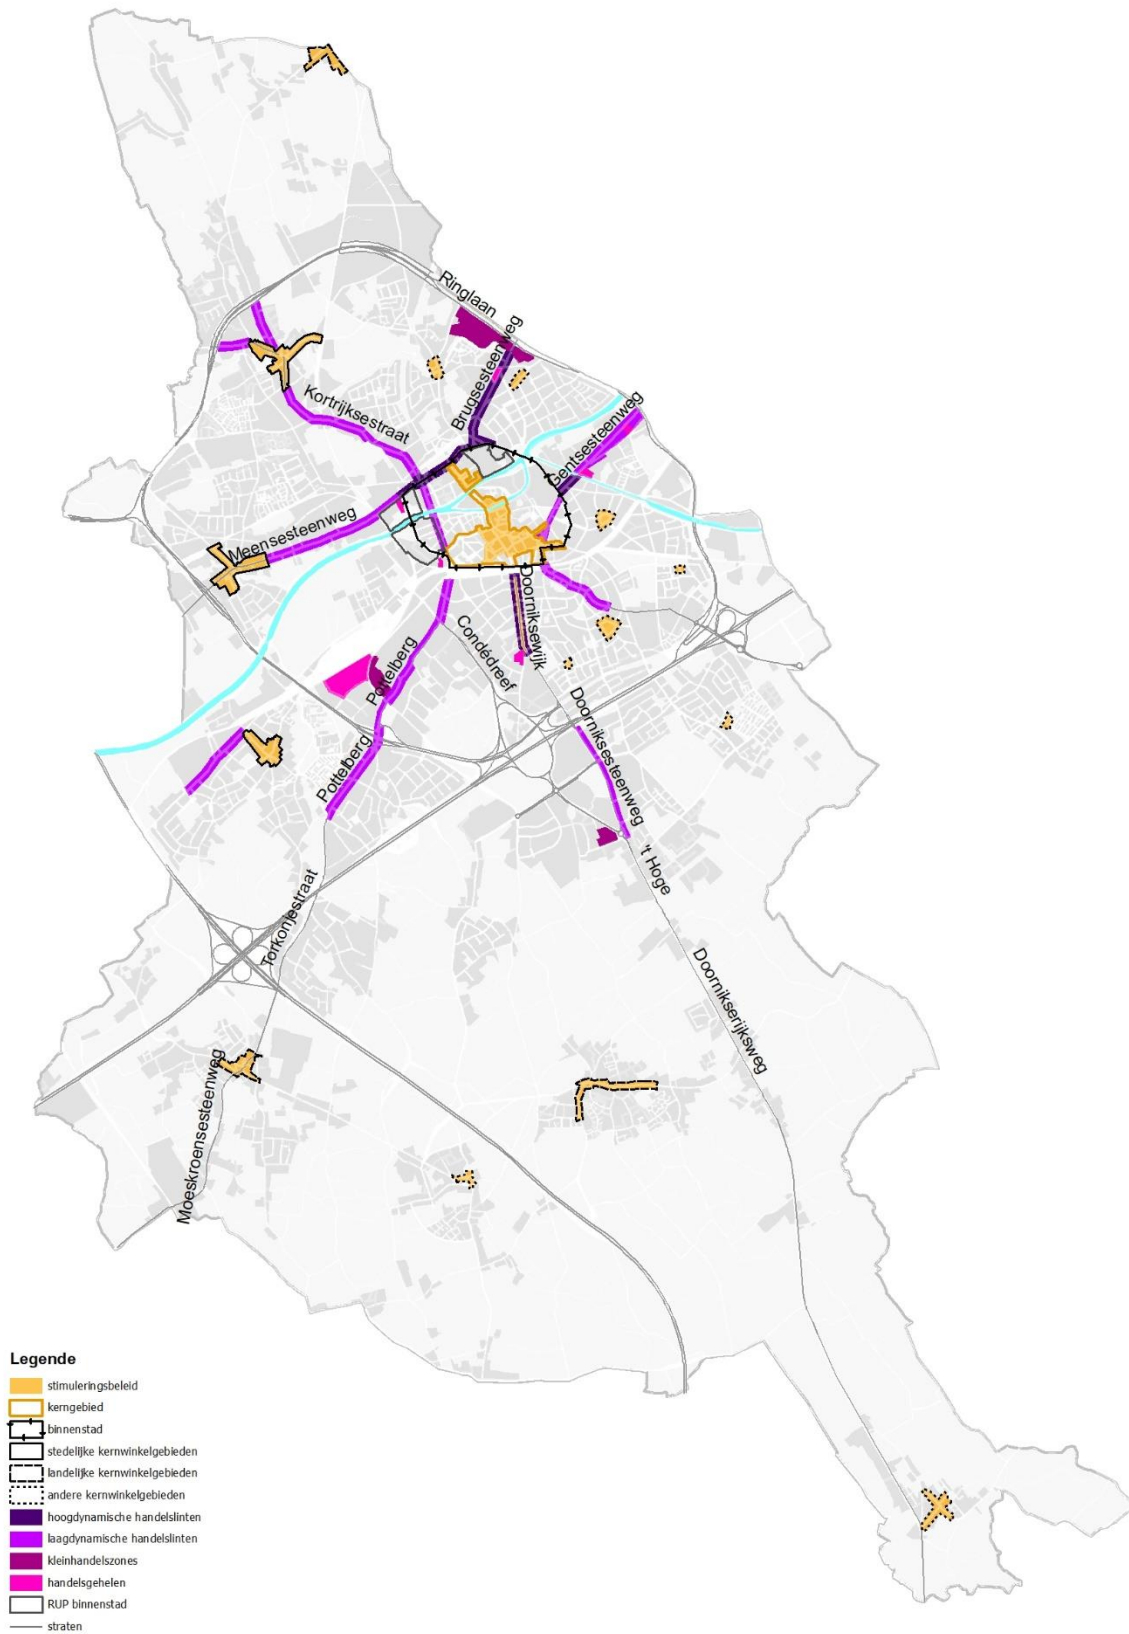 Ringlaan
Brugsesteenweg
Kortrijksestraat
Gentsesteenweg
Meensesteenweg
Doorniksewijk
Condédreef
Pottelberg
Doorniksesteenweg
Pottelberg
't Hoge
Torkonjestraat
Doornikserijksweg
Moeskroensesteenweg
Legende
stimuleringsbeleid
kerngebied
binnenstad
stedelijke kernwinkelgebieden
landelijke kernwinkelgebieden
andere kernwinkelgebieden
hoogdynamische handelslinten
laagdynamische handelslinten
kleinhandelszones
handelsgehelen
RUP binnenstad
straten